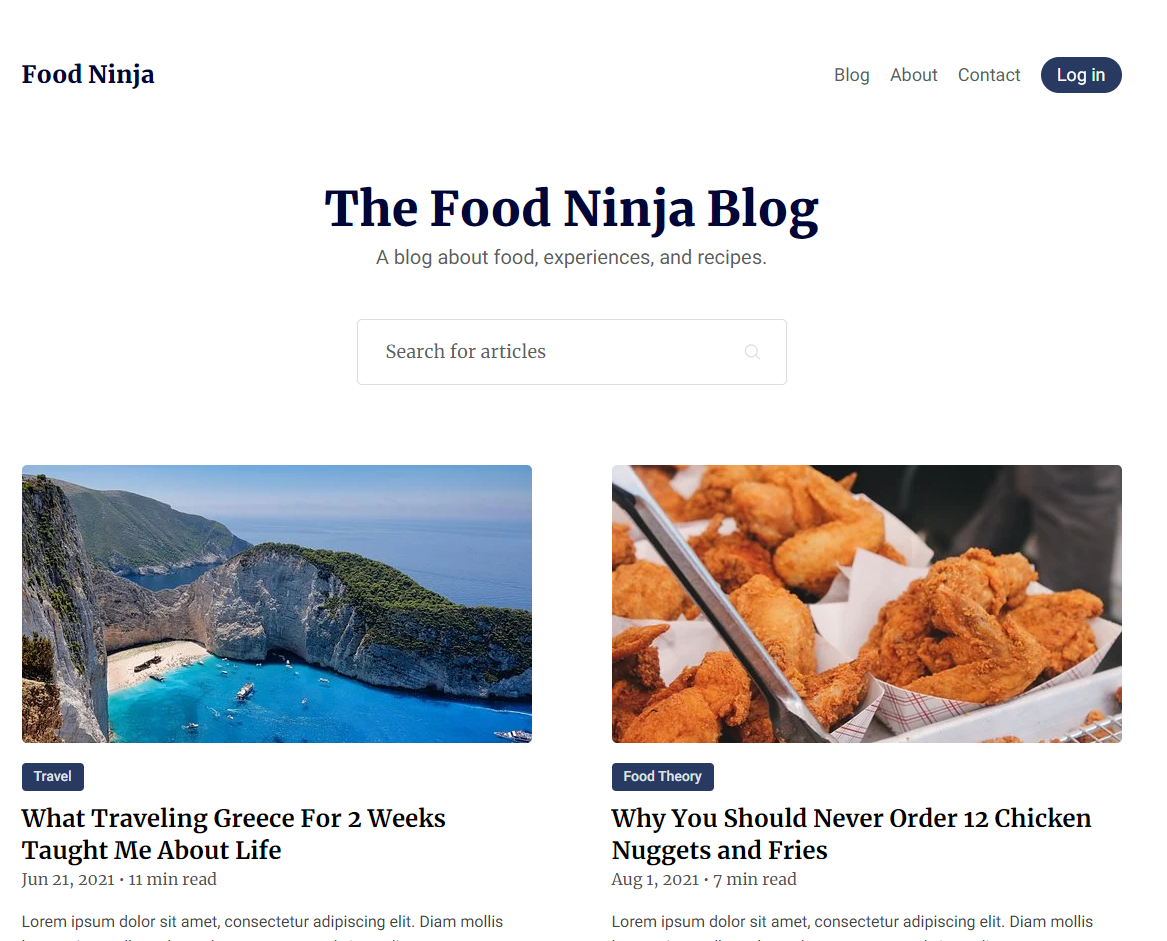 Food Ninja
Blog About Contact Log in
The Food Ninja Blog
A blog about food, experiences, and recipes.
Search for articles
Travel
What Traveling Greece For 2 Weeks
Taught Me About Life
Jun 21, 2021 • 11 min read
Lorem ipsum dolor sit amet, consectetur adipiscing elit. Diam mollis
Food Theory
Why You Should Never Order 12 Chicken
Nuggets and Fries
Aug 1, 2021 • 7 min read
Lorem ipsum dolor sit amet, consectetur adipiscing elit. Diam mollis